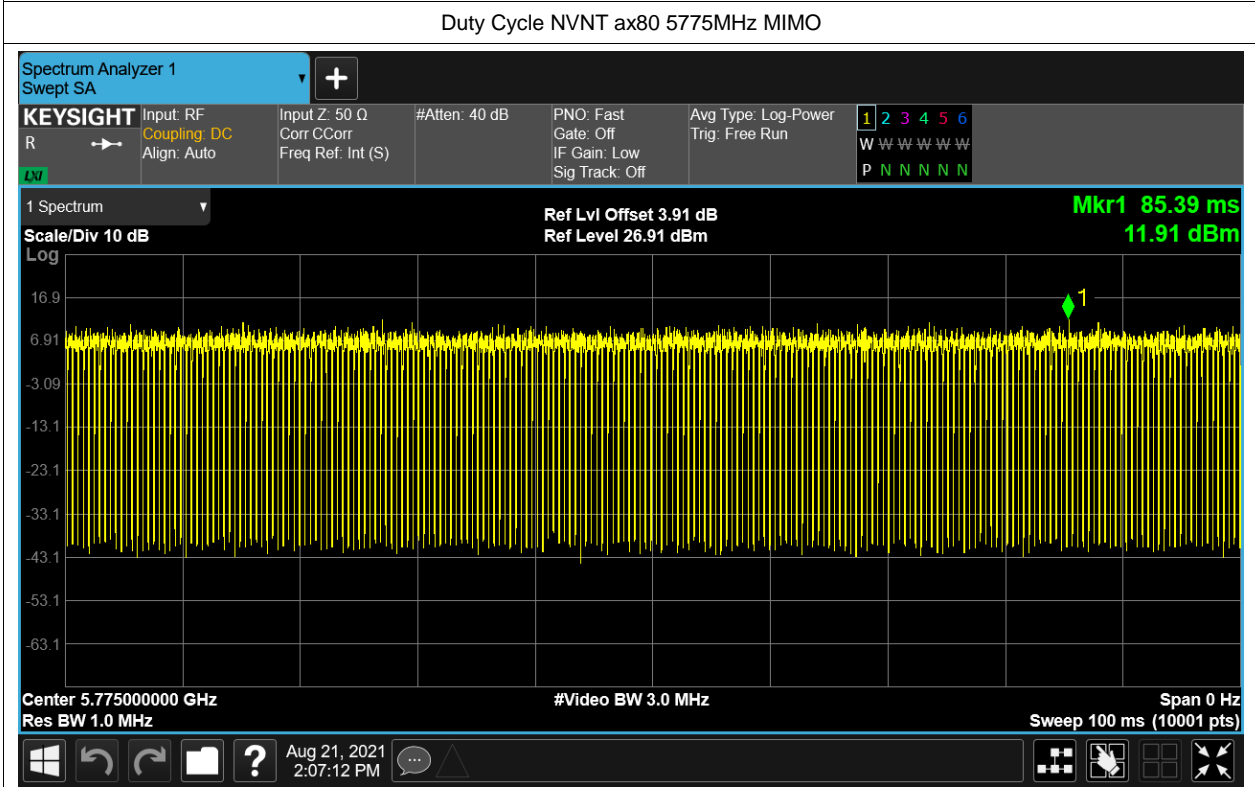 Duty Cycle NVNT ax80 5775MHz MIMO
Spectrum Analyzer 1
Swept SA
KEYSIGHT Input: RF Input Z: 50 Ω #Atten: 40 dB PNO: Fast Avg Type: Log-Power 1 2 3 4 5 6
R Coupling: DC Corr CCorr Gate: Off Trig: Free Run W W W W W W
Align: Auto Freq Ref: Int (S) IF Gain: Low
LXI Sig Track: Off P N N N N N
1 Spectrum Ref Lvl Offset 3.91 dB Mkr1 85.39 ms
Scale/Div 10 dB Ref Level 26.91 dBm 11.91 dBm
Log
16.9 1
6.91
-3.09
-13.1
-23.1
-33.1
-43.1
-53.1
-63.1
Center 5.775000000 GHz #Video BW 3.0 MHz Span 0 Hz
Res BW 1.0 MHz Sweep 100 ms (10001 pts)
? Aug 21, 2021
2:07:12 PM